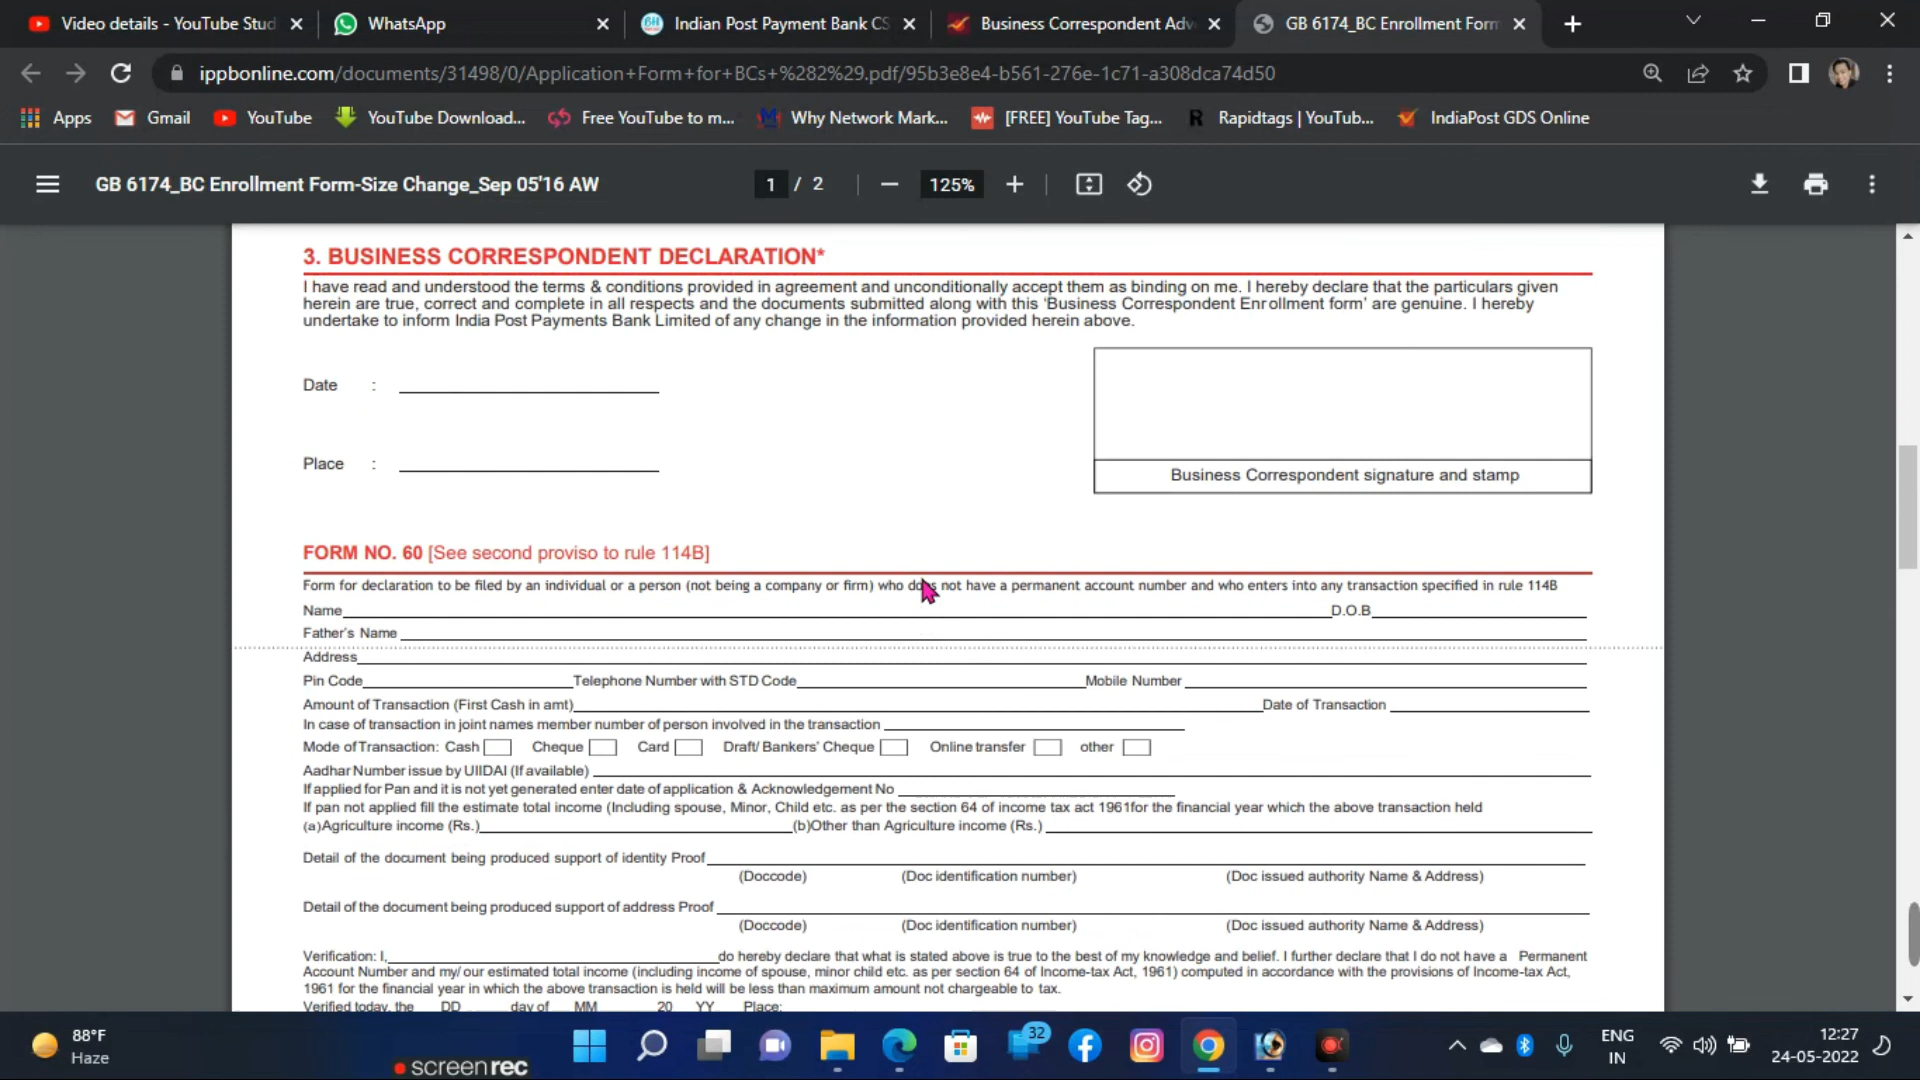 Video details - YouTube Stud
WhatsApp
Indian Post Payment Bank CS
Business Correspondent Adv
GB 6174_BC Enrollment Form
ippbonline.com/documents/31498/0/Application+Form+for+BCs+%282%29.pdf/95b3e8e4-b561-276e-1c71-a308dca74d50
Apps Gmail YouTube YouTube Download... Free YouTube to m... Why Network Mark... [FREE] YouTube Tag... Rapidtags | YouTub... IndiaPost GDS Online
GB 6174_BC Enrollment Form-Size Change_Sep 05'16 AW 1 / 2 125%
3. BUSINESS CORRESPONDENT DECLARATION*
I have read and understood the terms & conditions provided in agreement and unconditionally accept them as binding on me. I hereby declare that the particulars given
herein are true, correct and complete in all respects and the documents submitted along with this 'Business Correspondent Enrollment form' are genuine. I hereby
undertake to inform India Post Payments Bank Limited of any change in the information provided herein above.
Date :
Place :
Business Correspondent signature and stamp
FORM NO. 60 [See second proviso to rule 114B]
Form for declaration to be filed by an individual or a person (not being a company or firm) who does not have a permanent account number and who enters into any transaction specified in rule 114B
Name D.O.B
Father's Name
Address
Pin Code Telephone Number with STD Code Mobile Number
Amount of Transaction (First Cash in amt) Date of Transaction
In case of transaction in joint names member number of person involved in the transaction
Mode of Transaction: Cash Cheque Card Draft/ Bankers' Cheque Online transfer other
Aadhar Number issue by UIIDAI (If available)
If applied for Pan and it is not yet generated enter date of application & Acknowledgement No
If pan not applied fill the estimate total income (Including spouse, Minor, Child etc. as per the section 64 of income tax act 1961for the financial year which the above transaction held
(a)Agriculture income (Rs.) (b)Other than Agriculture income (Rs.)
Detail of the document being produced support of identity Proof
(Doccode) (Doc identification number) (Doc issued authority Name & Address)
Detail of the document being produced support of address Proof
(Doccode) (Doc identification number) (Doc issued authority Name & Address)
Verification: I, do hereby declare that what is stated above is true to the best of my knowledge and belief. I further declare that I do not have a Permanent
Account Number and my/ our estimated total income (including income of spouse, minor child etc. as per section 64 of Income-tax Act, 1961) computed in accordance with the provisions of Income-tax Act,
1961 for the financial year in which the above transaction is held will be less than maximum amount not chargeable to tax.
Verified today, the DD day of MM 20 YY Place:
88°F
Haze
screenrec
32
ENG
IN
12:27
24-05-2022